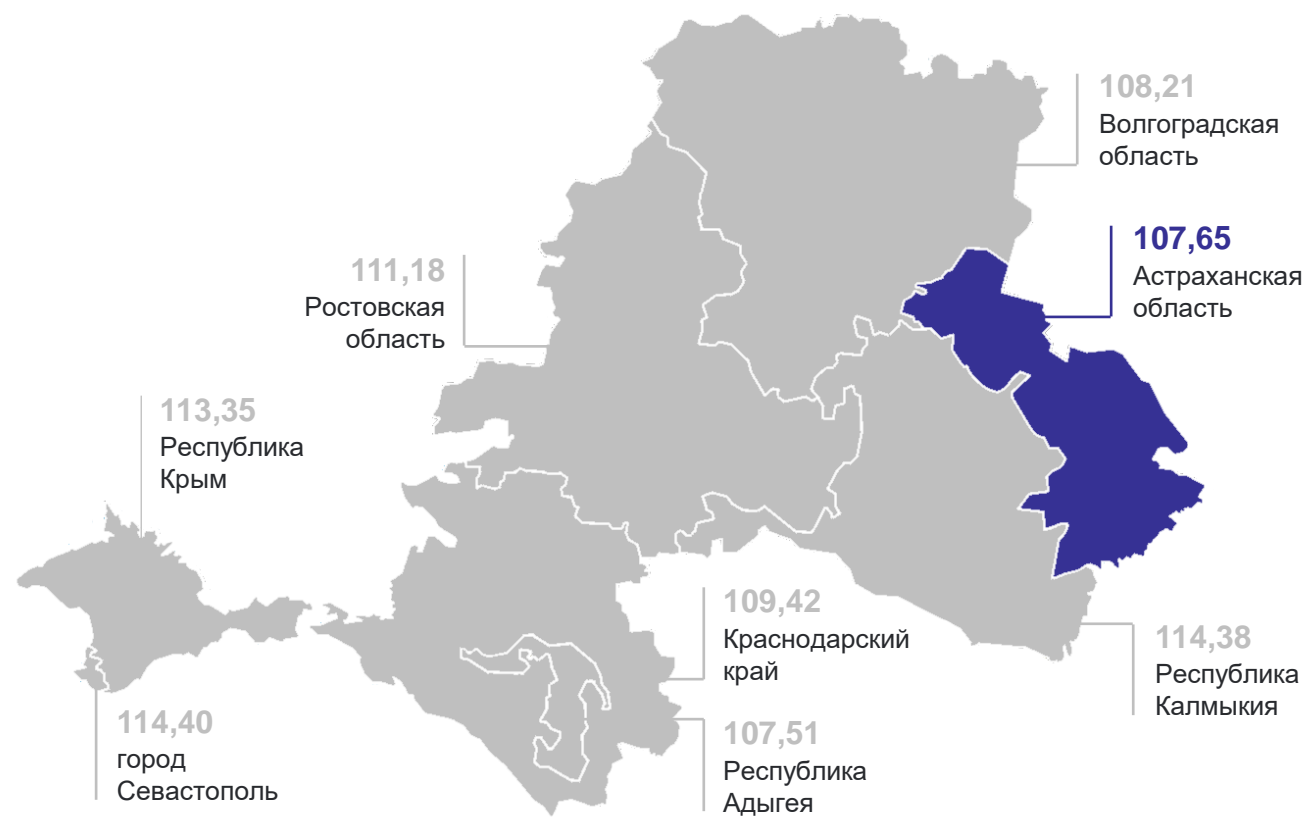 108,21
Волгоградская
область
107,65
Астраханская
область
111,18
Ростовская
область
113,35
Республика
Крым
109,42
Краснодарский
край
114,38
Республика
Калмыкия
114,40
город
Севастополь
107,51
Республика
Адыгея